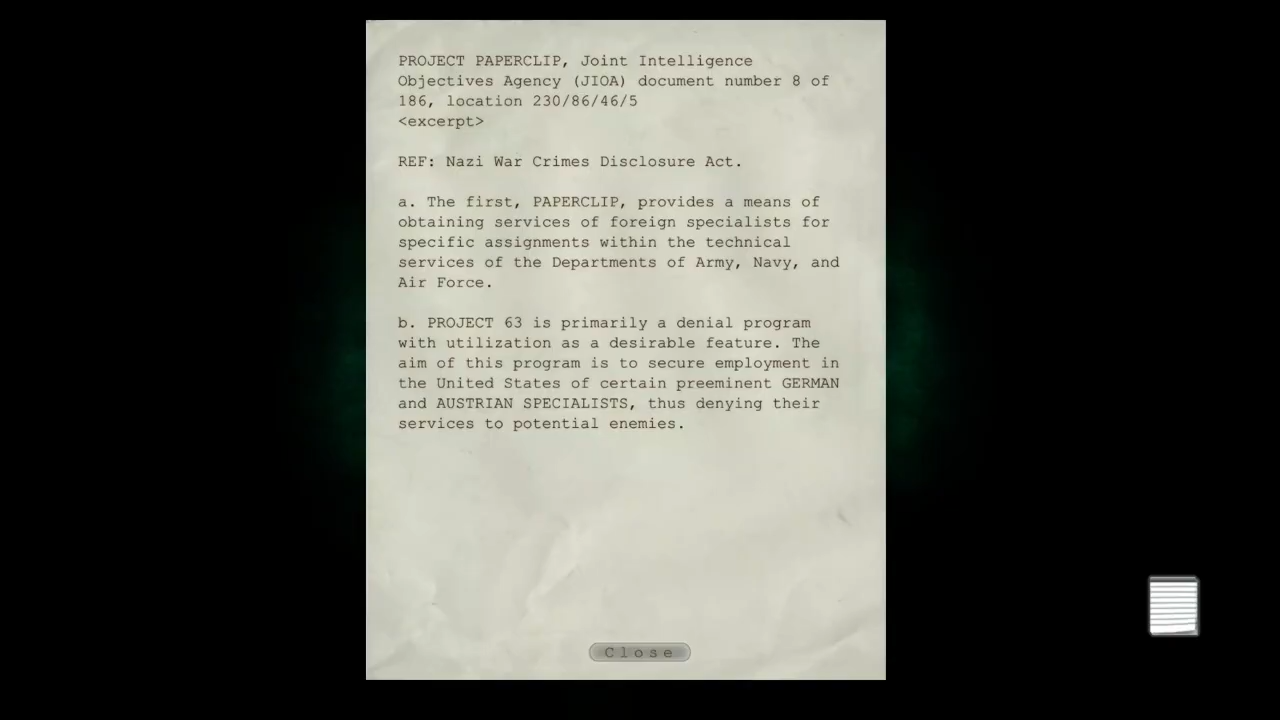 PROJECT PAPERCLIP, Joint Intelligence
Objectives Agency (JIOA) document number 8 of
186, location 230/86/46/5
<excerpt>
REF: Nazi War Crimes Disclosure Act.
a. The first, PAPERCLIP, provides a means of
obtaining services of foreign specialists for
specific assignments within the technical
services of the Departments of Army, Navy, and
Air Force.
b. PROJECT 63 is primarily a denial program
with utilization as a desirable feature. The
aim of this program is to secure employment in
the United States of certain preeminent GERMAN
and AUSTRIAN SPECIALISTS, thus denying their
services to potential enemies.
Close